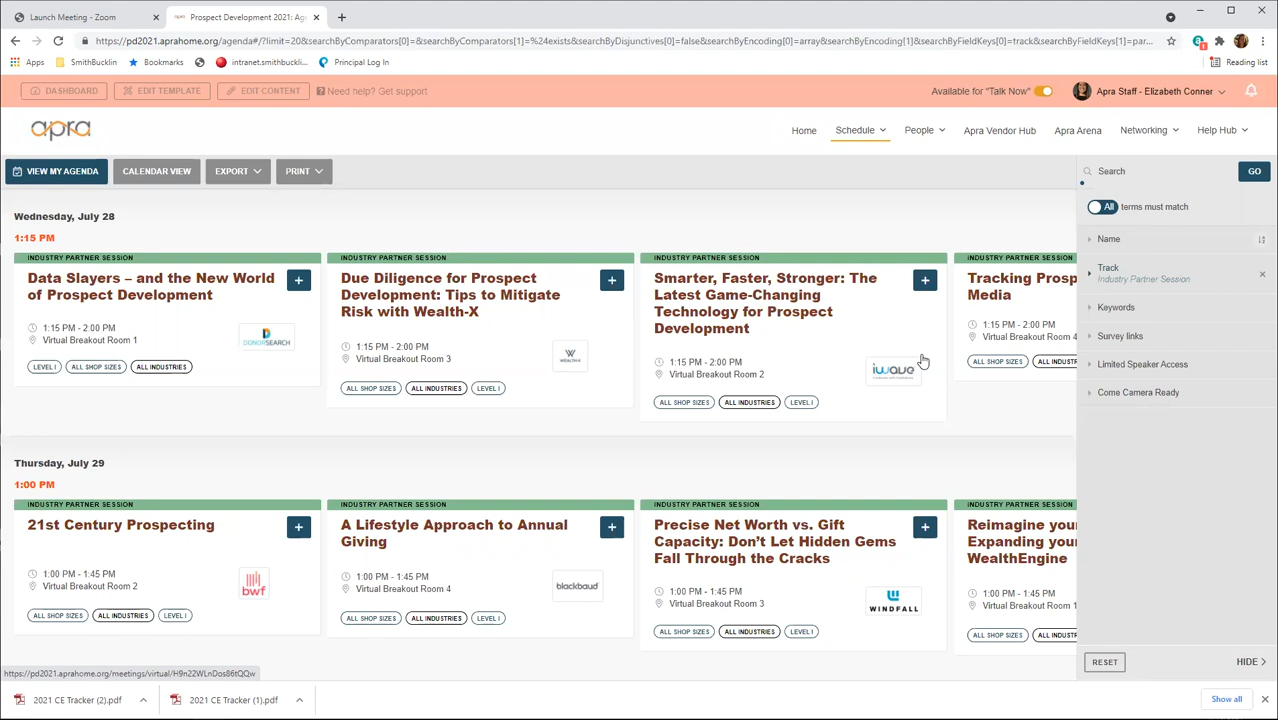 Launch Meeting - Zoom
Prospect Development 2021: Age
https://pd2021.aprahome.org/agenda#/?limit=20&searchByComparators[0]=&searchByComparators[1]=%24exists&searchByDisjunctives[0]=false&searchByEncoding[0]=array&searchByEncoding[1]&searchByFieldKeys[0]=track&searchByFieldKeys[1]=par...
Apps
SmithBucklin
Bookmarks
intranet.smithbuckli...
Principal Log In
Reading list
DASHBOARD
EDIT TEMPLATE
EDIT CONTENT
Need help? Get support
Available for "Talk Now"
Apra Staff - Elizabeth Conner
apra
Home
Schedule
People
Apra Vendor Hub
Apra Arena
Networking
Help Hub
VIEW MY AGENDA
CALENDAR VIEW
EXPORT
PRINT
Search
GO
All
terms must match
Name
Track
Industry Partner Session
Keywords
Survey links
Limited Speaker Access
Come Camera Ready
Wednesday, July 28
1:15 PM
INDUSTRY PARTNER SESSION
Data Slayers – and the New World
of Prospect Development
1:15 PM - 2:00 PM
Virtual Breakout Room 1
DONORSEARCH
LEVEL I
ALL SHOP SIZES
ALL INDUSTRIES
INDUSTRY PARTNER SESSION
Due Diligence for Prospect
Development: Tips to Mitigate
Risk with Wealth-X
1:15 PM - 2:00 PM
Virtual Breakout Room 3
WEALTH-X
ALL SHOP SIZES
ALL INDUSTRIES
LEVEL I
INDUSTRY PARTNER SESSION
Smarter, Faster, Stronger: The
Latest Game-Changing
Technology for Prospect
Development
1:15 PM - 2:00 PM
Virtual Breakout Room 2
iwave
ALL SHOP SIZES
ALL INDUSTRIES
LEVEL I
INDUSTRY PARTNER SESSION
Tracking Prosp
Media
1:15 PM - 2:00 PM
Virtual Breakout Room 4
ALL SHOP SIZES
ALL INDUS
Thursday, July 29
1:00 PM
INDUSTRY PARTNER SESSION
21st Century Prospecting
1:00 PM - 1:45 PM
Virtual Breakout Room 2
bwf
ALL SHOP SIZES
ALL INDUSTRIES
LEVEL I
INDUSTRY PARTNER SESSION
A Lifestyle Approach to Annual
Giving
1:00 PM - 1:45 PM
Virtual Breakout Room 4
blackbaud
ALL SHOP SIZES
ALL INDUSTRIES
LEVEL I
INDUSTRY PARTNER SESSION
Precise Net Worth vs. Gift
Capacity: Don't Let Hidden Gems
Fall Through the Cracks
1:00 PM - 1:45 PM
Virtual Breakout Room 3
WINDFALL
ALL SHOP SIZES
ALL INDUSTRIES
LEVEL I
INDUSTRY PARTNER SESSION
Reimagine your
Expanding your
WealthEngine
1:00 PM - 1:45 PM
Virtual Breakout Room 1
ALL SHOP SIZES
ALL INDUS
RESET
HIDE
https://pd2021.aprahome.org/meetings/virtual/H9n22WLnDos86tQQw
2021 CE Tracker (2).pdf
2021 CE Tracker (1).pdf
Show all